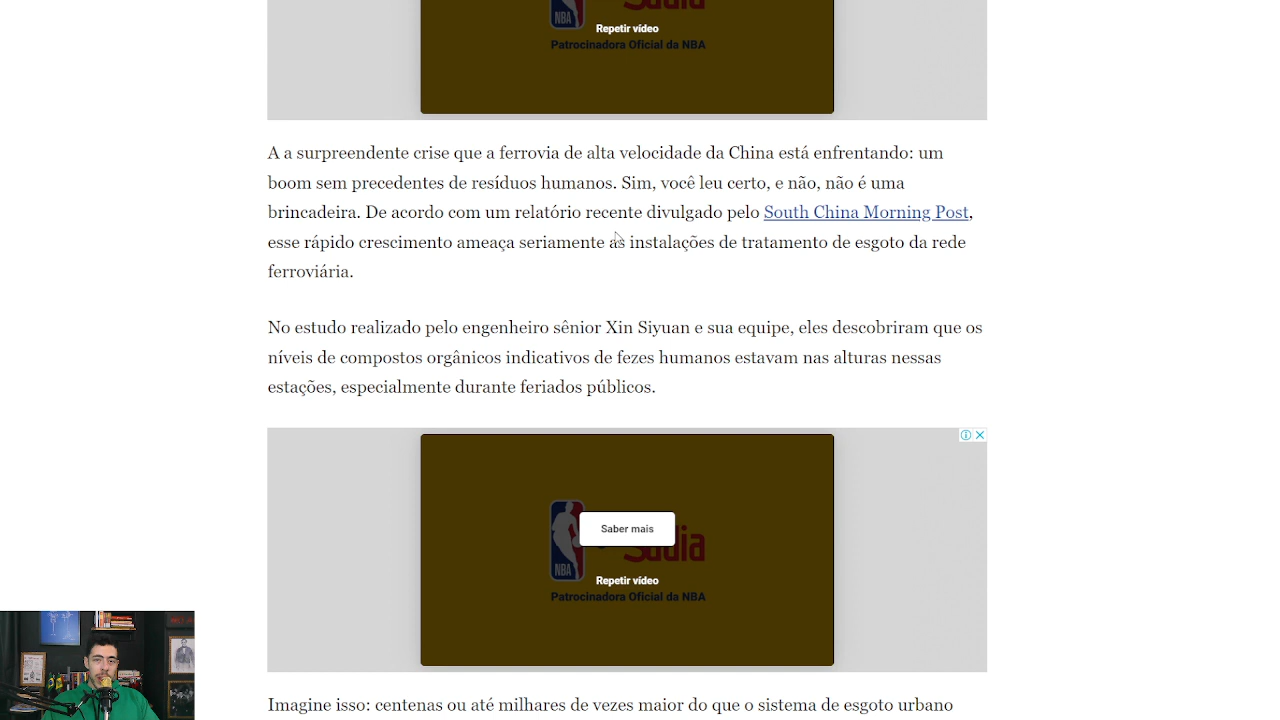 NBA
Repetir vídeo
Patrocinadora Oficial da NBA
A a surpreendente crise que a ferrovia de alta velocidade da China está enfrentando: um
boom sem precedentes de resíduos humanos. Sim, você leu certo, e não, não é uma
brincadeira. De acordo com um relatório recente divulgado pelo South China Morning Post,
esse rápido crescimento ameaça seriamente as instalações de tratamento de esgoto da rede
ferroviária.
No estudo realizado pelo engenheiro sênior Xin Siyuan e sua equipe, eles descobriram que os
níveis de compostos orgânicos indicativos de fezes humanos estavam nas alturas nessas
estações, especialmente durante feriados públicos.
Saber mais
NBA
Sadia
Repetir vídeo
Patrocinadora Oficial da NBA
Imagine isso: centenas ou até milhares de vezes maior do que o sistema de esgoto urbano